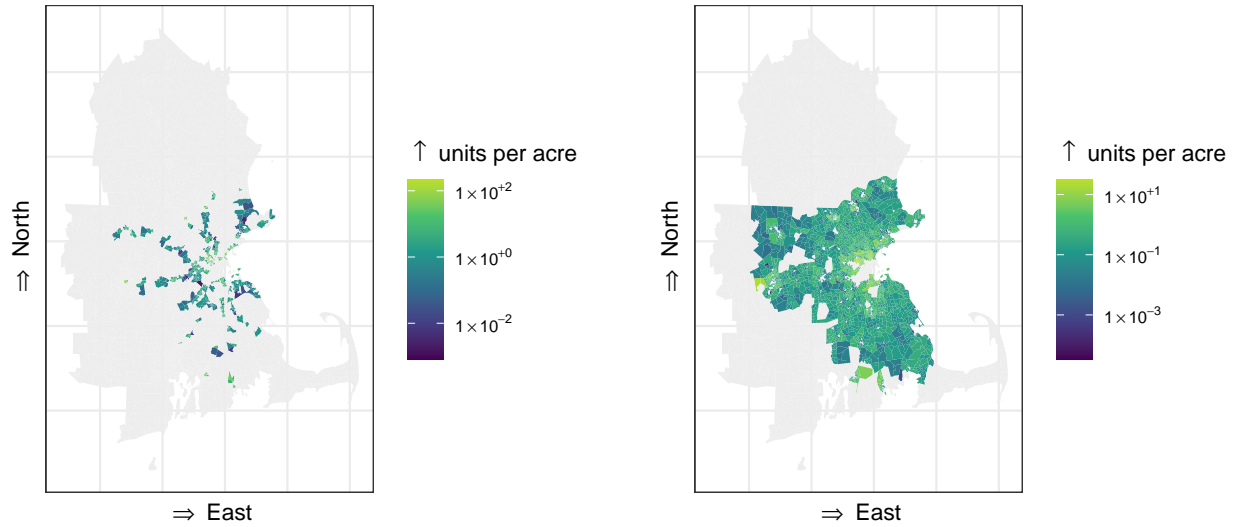 ↑ units per acre
1 × 10+2
1 × 10+0
1 × 10−2
⇒ North
⇒ East
↑ units per acre
1 × 10+1
1 × 10−1
1 × 10−3
⇒ North
⇒ East